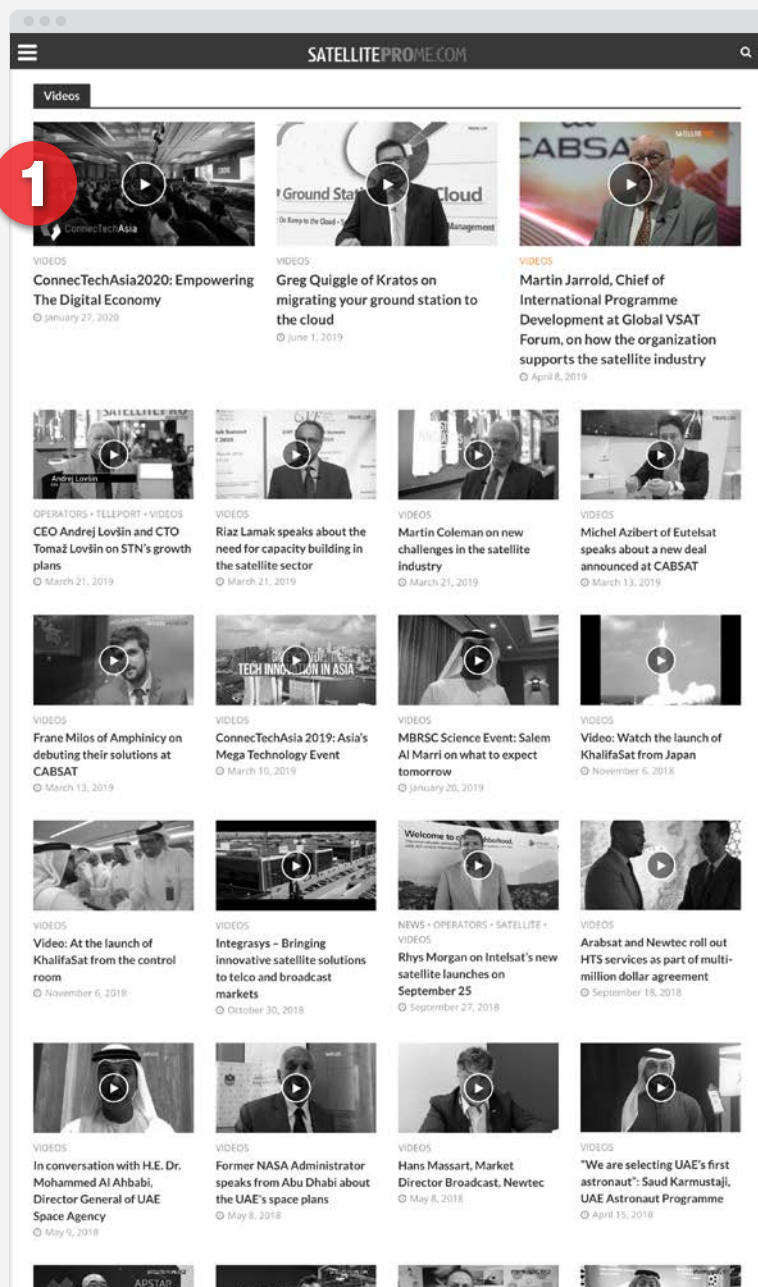 SATELLITEPROME.COM
Videos
1
ConnecTechAsia
Ground Sta
Cloud
On Ramp to the Cloud
Management
CABSA
CABSAT
VIDEOS
ConnecTechAsia2020: Empowering
The Digital Economy
January 27, 2020
VIDEOS
Greg Quiggle of Kratos on
migrating your ground station to
the cloud
June 1, 2019
VIDEOS
Martin Jarrold, Chief of
International Programme
Development at Global VSAT
Forum, on how the organization
supports the satellite industry
April 8, 2019
Andrej Lovšin
OPERATORS • TELEPORT • VIDEOS
CEO Andrej Lovšin and CTO
Tomaž Lovšin on STN's growth
plans
March 21, 2019
VIDEOS
Riaz Lamak speaks about the
need for capacity building in
the satellite sector
March 21, 2019
VIDEOS
Martin Coleman on new
challenges in the satellite
industry
March 21, 2019
VIDEOS
Michel Azibert of Eutelsat
speaks about a new deal
announced at CABSAT
March 13, 2019
VIDEOS
Frane Milos of Amphinicy on
debuting their solutions at
CABSAT
March 13, 2019
TECH INNOVATION IN ASIA
VIDEOS
ConnecTechAsia 2019: Asia's
Mega Technology Event
March 10, 2019
VIDEOS
MBRSC Science Event: Salem
Al Marri on what to expect
tomorrow
January 20, 2019
VIDEOS
Video: Watch the launch of
KhalifaSat from Japan
November 6, 2018
VIDEOS
Video: At the launch of
KhalifaSat from the control
room
November 6, 2018
VIDEOS
Integrasys – Bringing
innovative satellite solutions
to telco and broadcast
markets
October 30, 2018
Welcome to
NEWS • OPERATORS • SATELLITE •
VIDEOS
Rhys Morgan on Intelsat's new
satellite launches on
September 25
September 27, 2018
VIDEOS
Arabsat and Newtec roll out
HTS services as part of multi-
million dollar agreement
September 18, 2018
VIDEOS
In conversation with H.E. Dr.
Mohammed Al Ahbabi,
Director General of UAE
Space Agency
May 9, 2018
VIDEOS
Former NASA Administrator
speaks from Abu Dhabi about
the UAE's space plans
May 8, 2018
VIDEOS
Hans Massart, Market
Director Broadcast, Newtec
May 8, 2018
VIDEOS
"We are selecting UAE's first
astronaut": Saud Karmustaji,
UAE Astronaut Programme
April 15, 2018
APSTAR